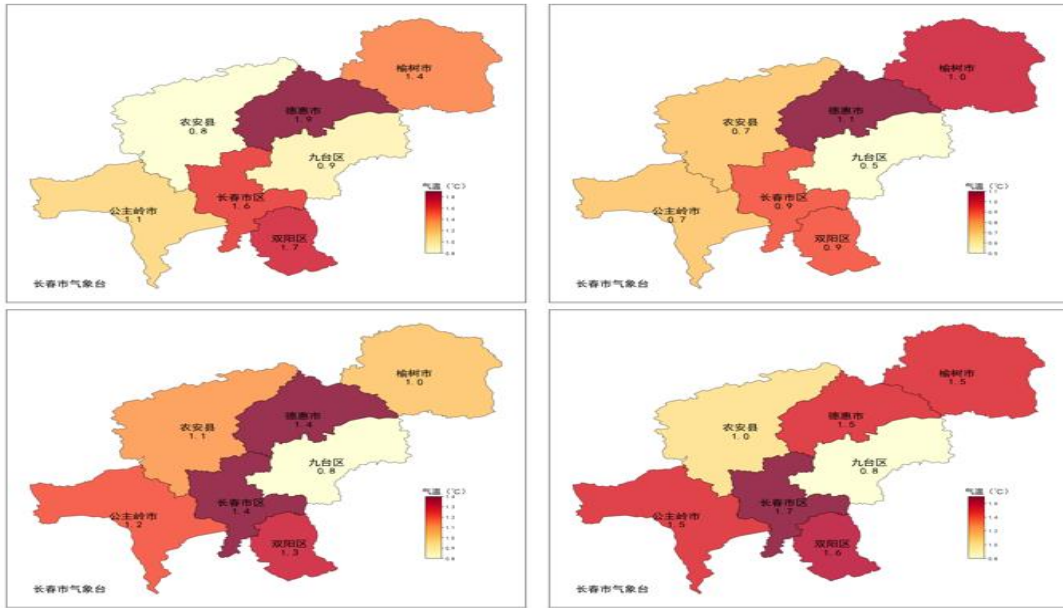 榆树市
1.4
德惠市
1.9
农安县
0.8
九台区
0.9
气温（℃）
长春市区
1.6
公主岭市
1.1
双阳区
1.7
长春市气象台
榆树市
1.0
德惠市
1.1
农安县
0.7
九台区
0.5
气温（℃）
长春市区
0.9
公主岭市
0.7
双阳区
0.9
长春市气象台
榆树市
1.0
德惠市
1.4
农安县
1.1
九台区
0.8
气温（℃）
长春市区
1.4
公主岭市
1.2
双阳区
1.3
长春市气象台
榆树市
1.5
德惠市
1.5
农安县
1.0
九台区
0.8
气温（℃）
长春市区
1.7
公主岭市
1.5
双阳区
1.6
长春市气象台